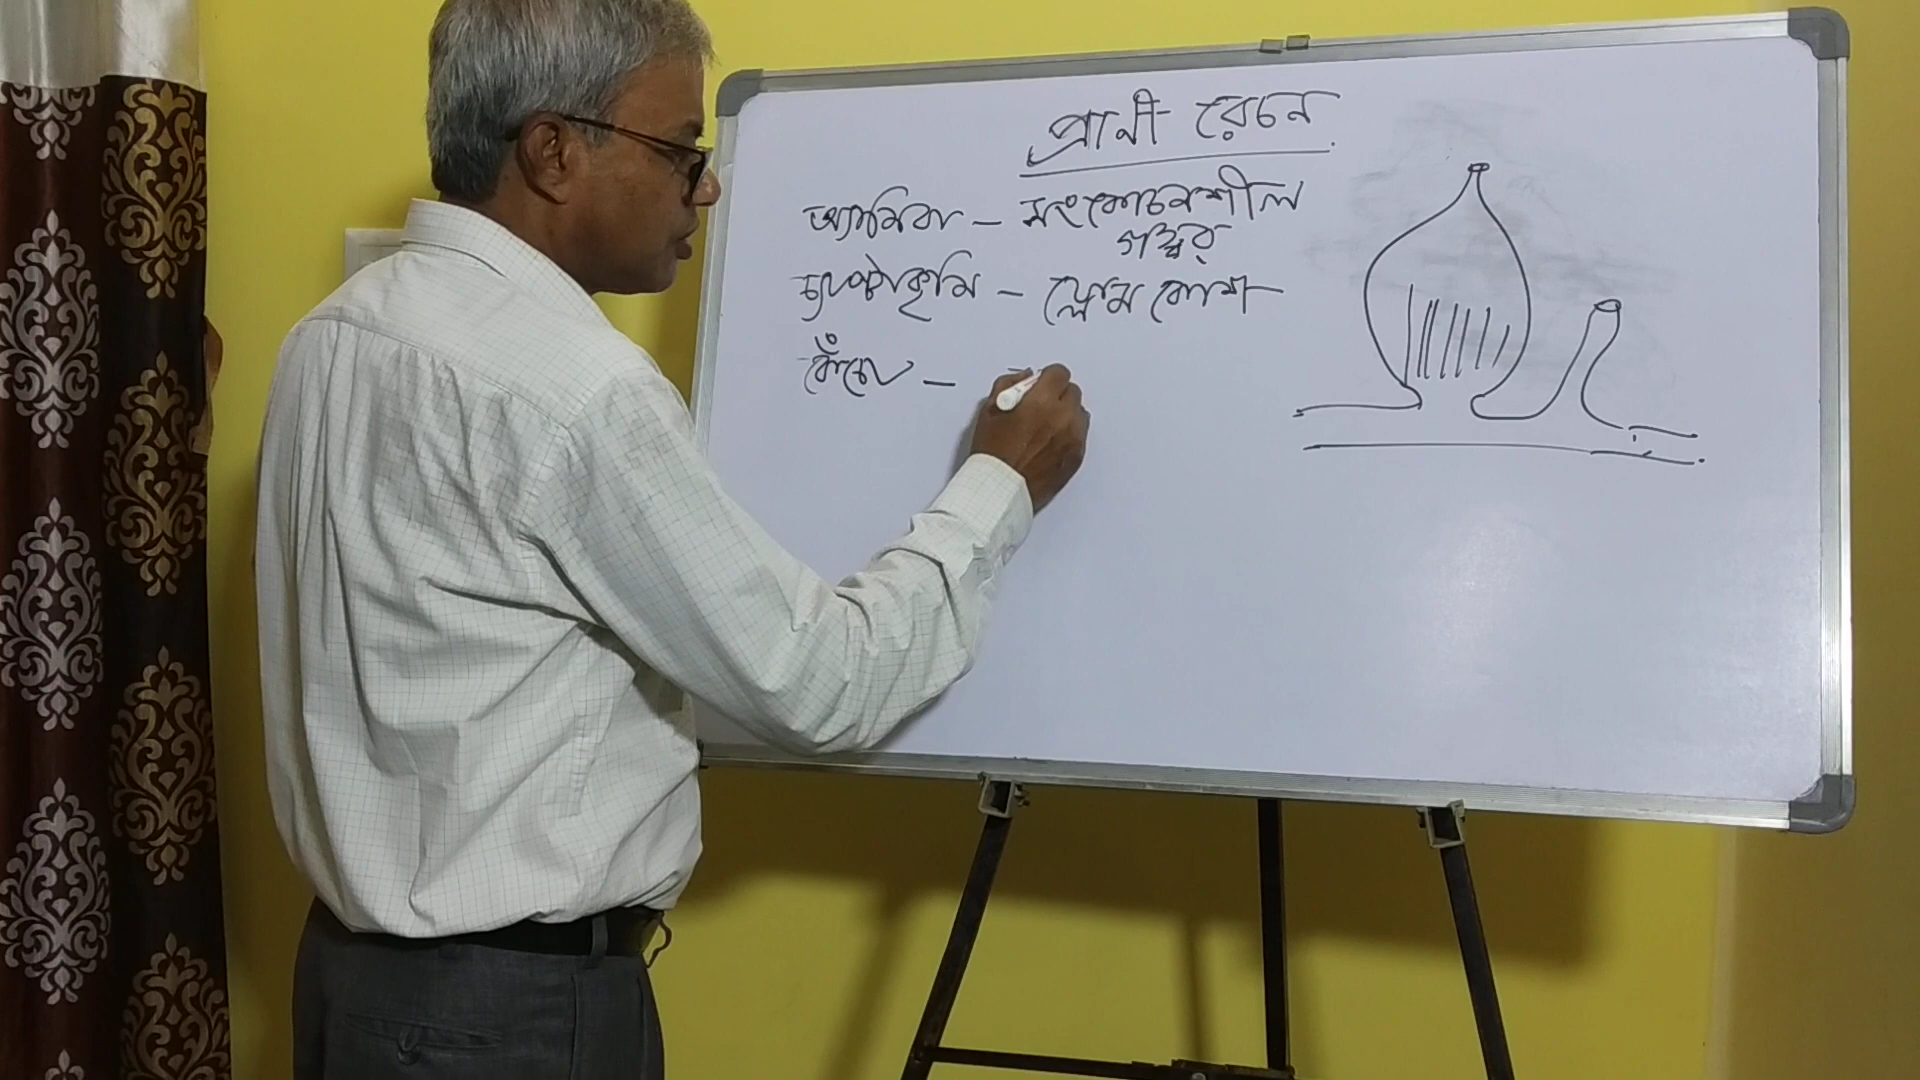 প্রাণী রেচন
অ্যামিবা – সংকোচনশীল
গহ্বর
চ্যাপ্টাকৃমি – ফ্লেম কোশ
কেঁচো –